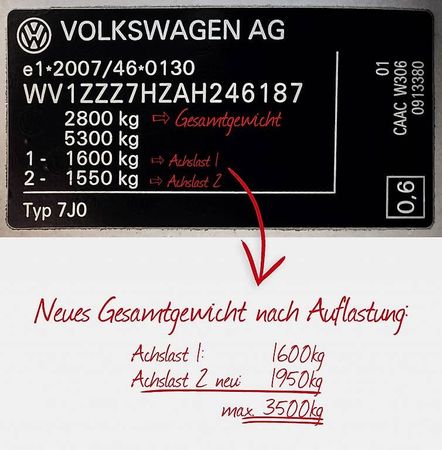 VOLKSWAGEN AG
e1*2007/46*0130
WV1ZZZ7HZAH246187
2800 kg ⇨ Gesamtgewicht
5300 kg
1 - 1600 kg ⇨ Achslast 1
2 - 1550 kg ⇨ Achslast 2
Typ 7J0
01
CAAC W306
0913380
0,6
Neues Gesamtgewicht nach Auflastung:
Achslast 1: 1600kg
Achslast 2 neu: 1950kg
max. 3500kg